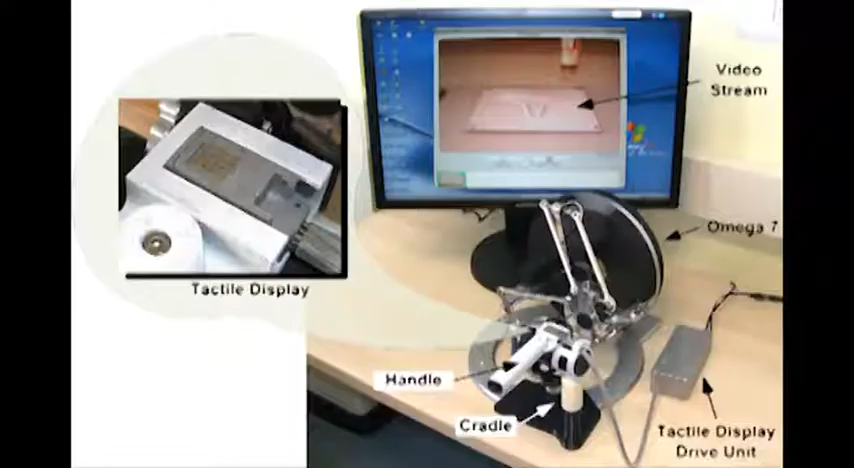 Video
Stream
Omega 7
Tactile Display
Handle
Cradle
Tactile Display
Drive Unit